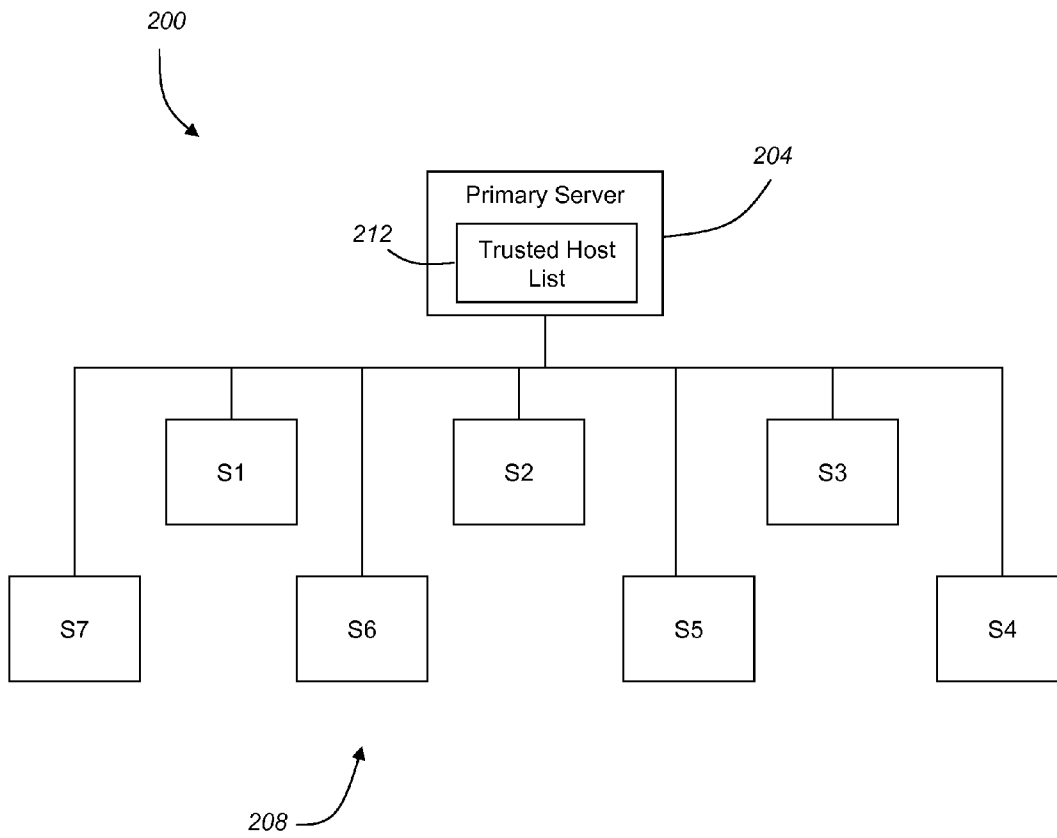 200
204
Primary Server
212
Trusted Host
List
S1
S2
S3
S7
S6
S5
S4
208